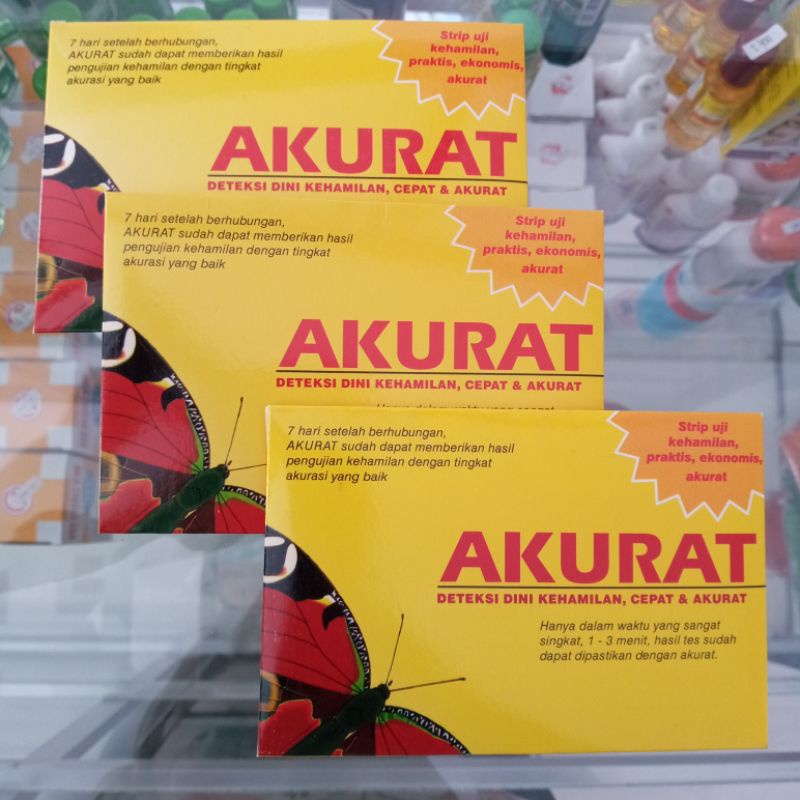 7 hari setelah berhubungan,
AKURAT sudah dapat memberikan hasil
pengujian kehamilan dengan tingkat
akurasi yang baik
Strip uji
kehamilan,
praktis, ekonomis,
akurat
AKURAT
DETEKSI DINI KEHAMILAN, CEPAT & AKURAT
7 hari setelah berhubungan,
AKURAT sudah dapat memberikan hasil
pengujian kehamilan dengan tingkat
akurasi yang baik
Strip uji
kehamilan,
praktis, ekonomis,
akurat
AKURAT
DETEKSI DINI KEHAMILAN, CEPAT & AKURAT
Hanya dalam waktu yang sangat
7 hari setelah berhubungan,
AKURAT sudah dapat memberikan hasil
pengujian kehamilan dengan tingkat
akurasi yang baik
Strip uji
kehamilan,
praktis, ekonomis,
akurat
AKURAT
DETEKSI DINI KEHAMILAN, CEPAT & AKURAT
Hanya dalam waktu yang sangat
singkat, 1 - 3 menit, hasil tes sudah
dapat dipastikan dengan akurat.